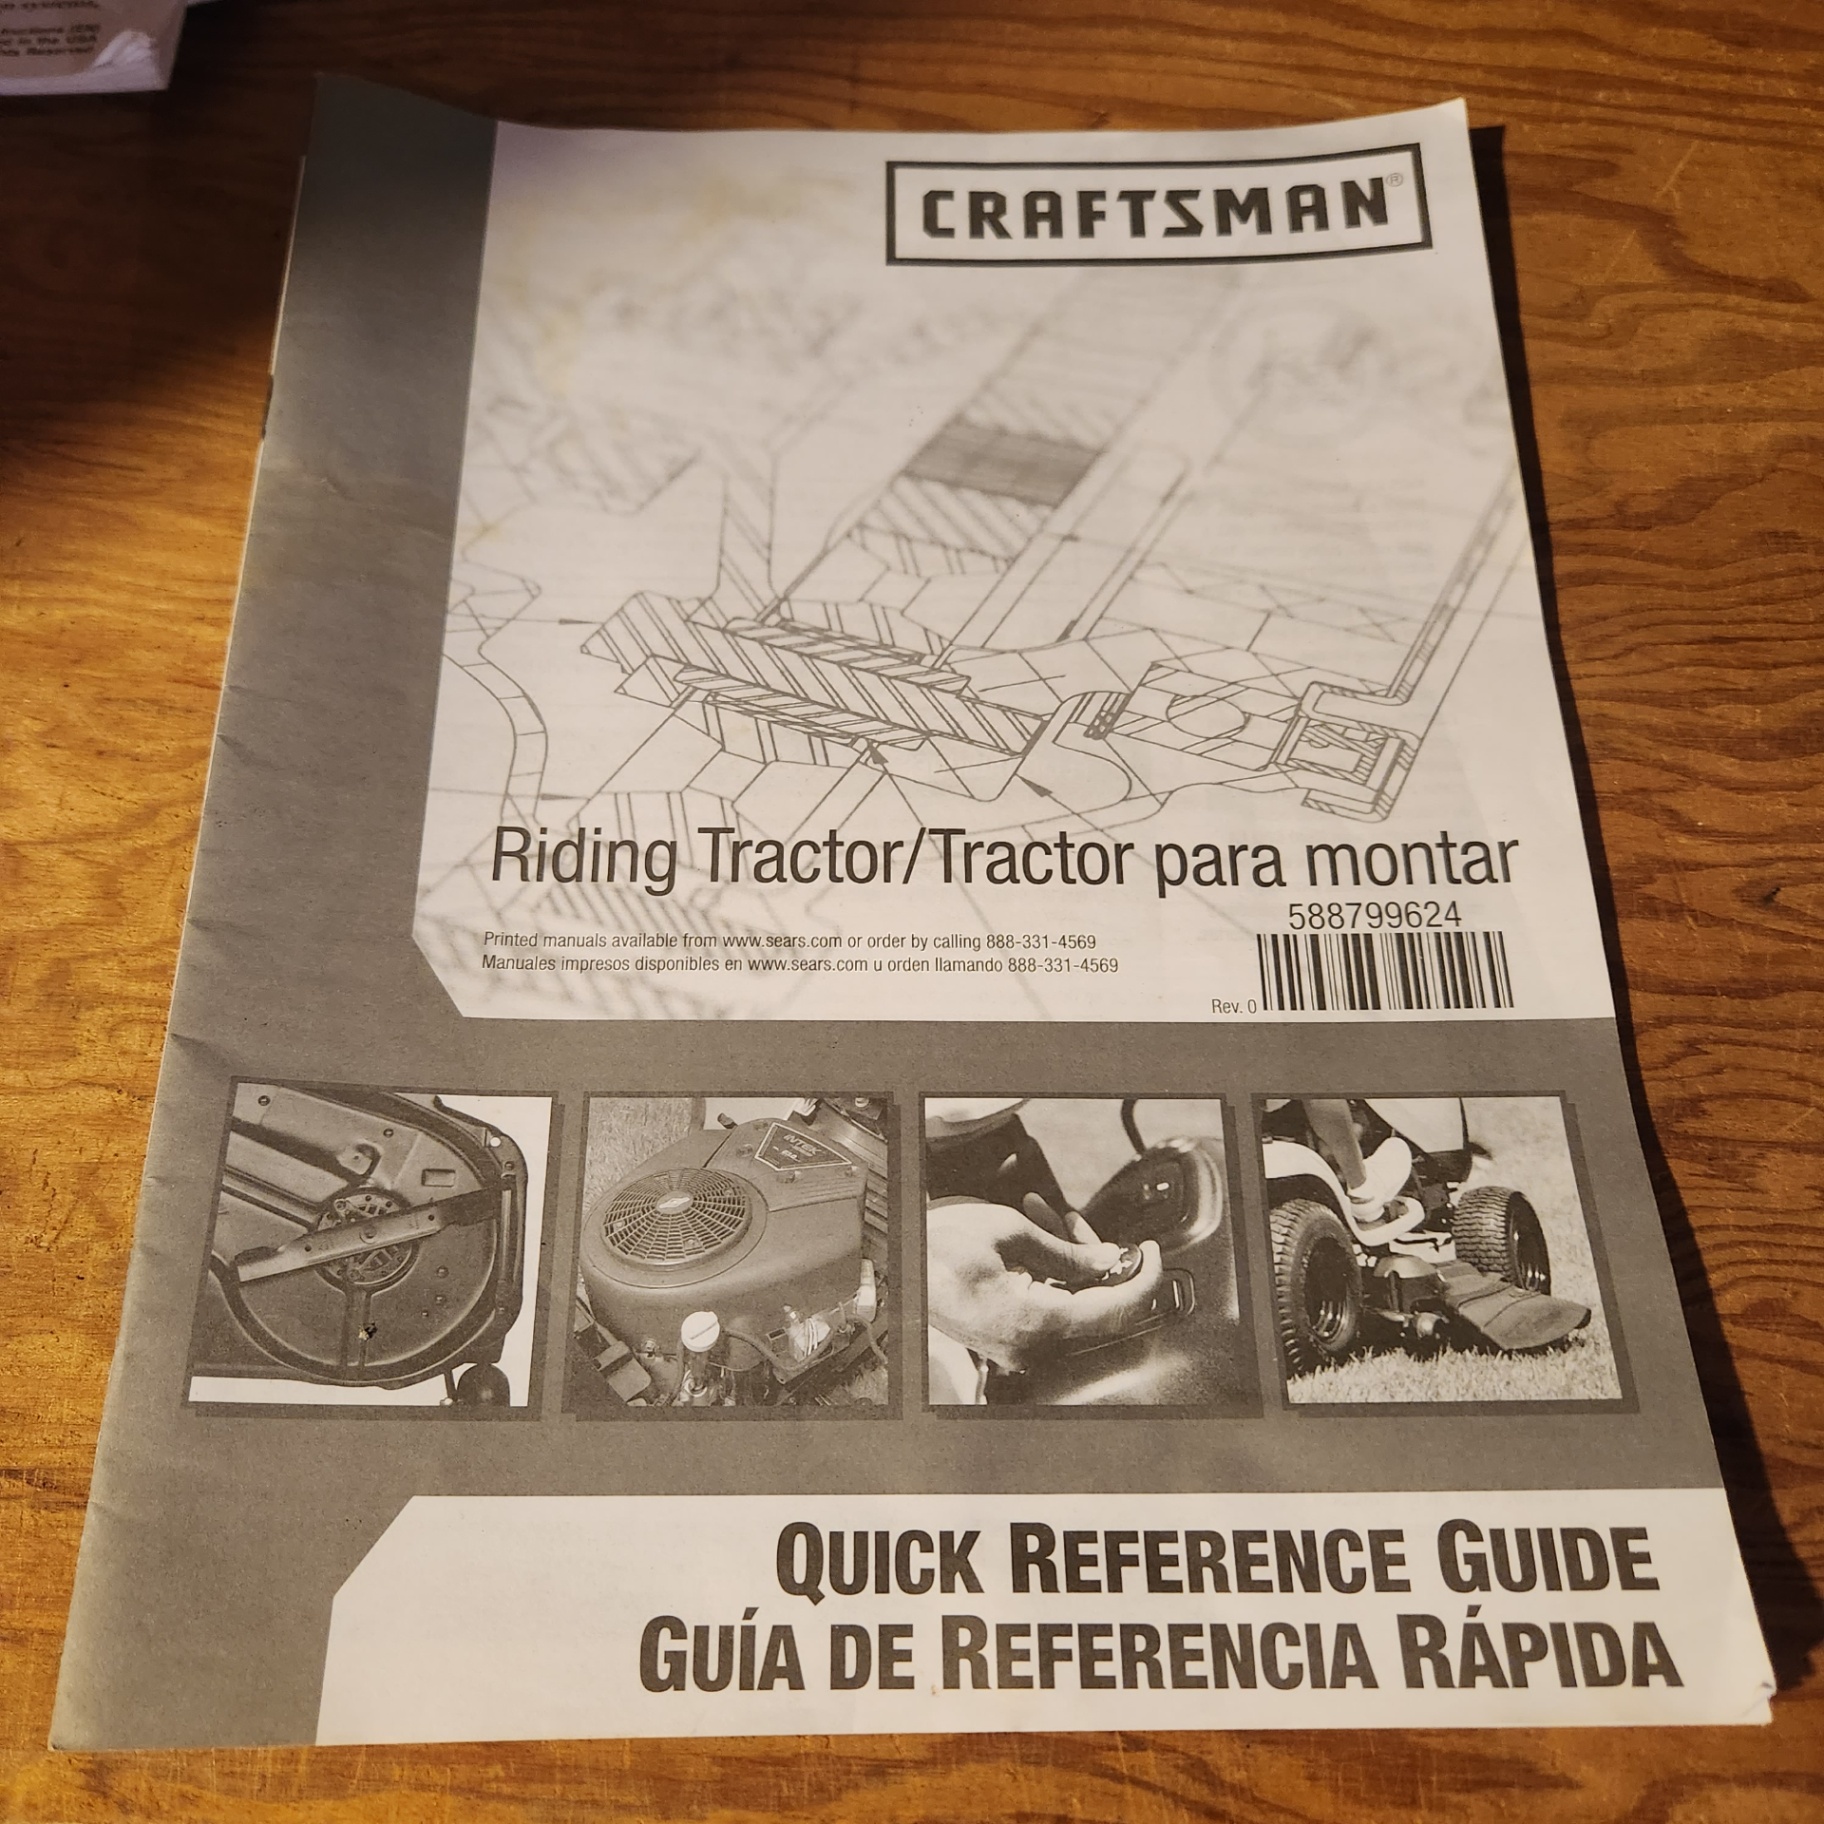 CRAFTSMAN®
Riding Tractor/Tractor para montar
588799624
Printed manuals available from www.sears.com or order by calling 888-331-4569
Manuales impresos disponibles en www.sears.com u orden llamando 888-331-4569
Rev. 0
QUICK REFERENCE GUIDE
GUÍA DE REFERENCIA RÁPIDA